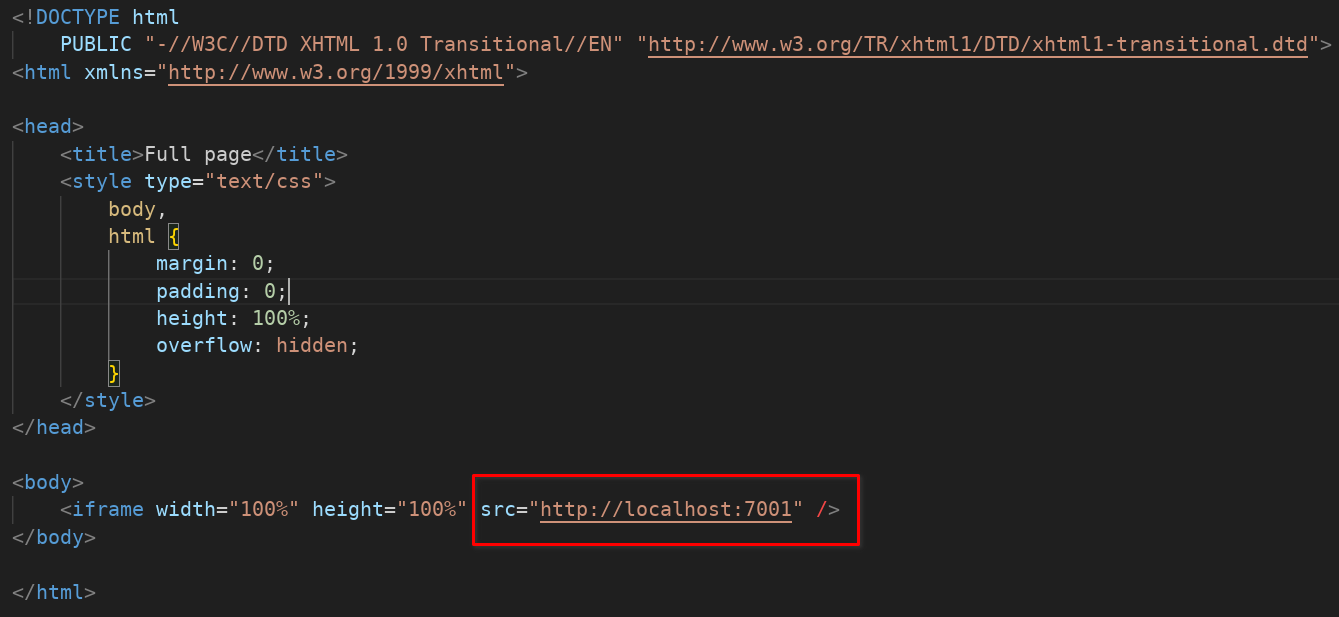 <!DOCTYPE html
    PUBLIC "-//W3C//DTD XHTML 1.0 Transitional//EN" "http://www.w3.org/TR/xhtml1/DTD/xhtml1-transitional.dtd">
<html xmlns="http://www.w3.org/1999/xhtml">
<head>
    <title>Full page</title>
    <style type="text/css">
        body,
        html {
            margin: 0;
            padding: 0;
            height: 100%;
            overflow: hidden;
        }
    </style>
</head>
<body>
    <iframe width="100%" height="100%" src="http://localhost:7001" />
</body>
</html>